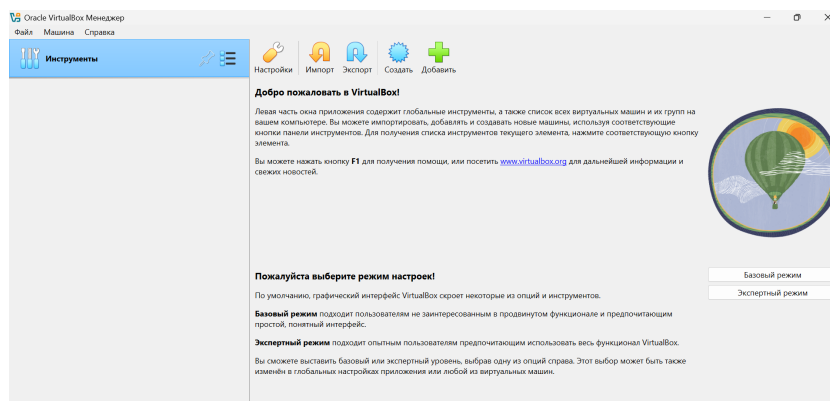 Oracle VirtualBox Менеджер
Файл Машина Справка
Инструменты
Настройки Импорт Экспорт Создать Добавить
Добро пожаловать в VirtualBox!
Левая часть окна приложения содержит глобальные инструменты, а также список всех виртуальных машин и их групп на
вашем компьютере. Вы можете импортировать, добавлять и создавать новые машины, используя соответствующие
кнопки панели инструментов. Для получения списка инструментов текущего элемента, нажмите соответствующую кнопку
элемента.
Вы можете нажать кнопку F1 для получения помощи, или посетить www.virtualbox.org для дальнейшей информации и
свежих новостей.
Пожалуйста выберите режим настроек!
Базовый режим
По умолчанию, графический интерфейс VirtualBox скроет некоторые из опций и инструментов.
Экспертный режим
Базовый режим подходит пользователям не заинтересованным в продвинутом функционале и предпочитающим
простой, понятный интерфейс.
Экспертный режим подходит опытным пользователям предпочитающим использовать весь функционал VirtualBox.
Вы сможете выставить базовый или экспертный уровень, выбрав одну из опций справа. Этот выбор может быть также
изменён в глобальных настройках приложения или любой из виртуальных машин.